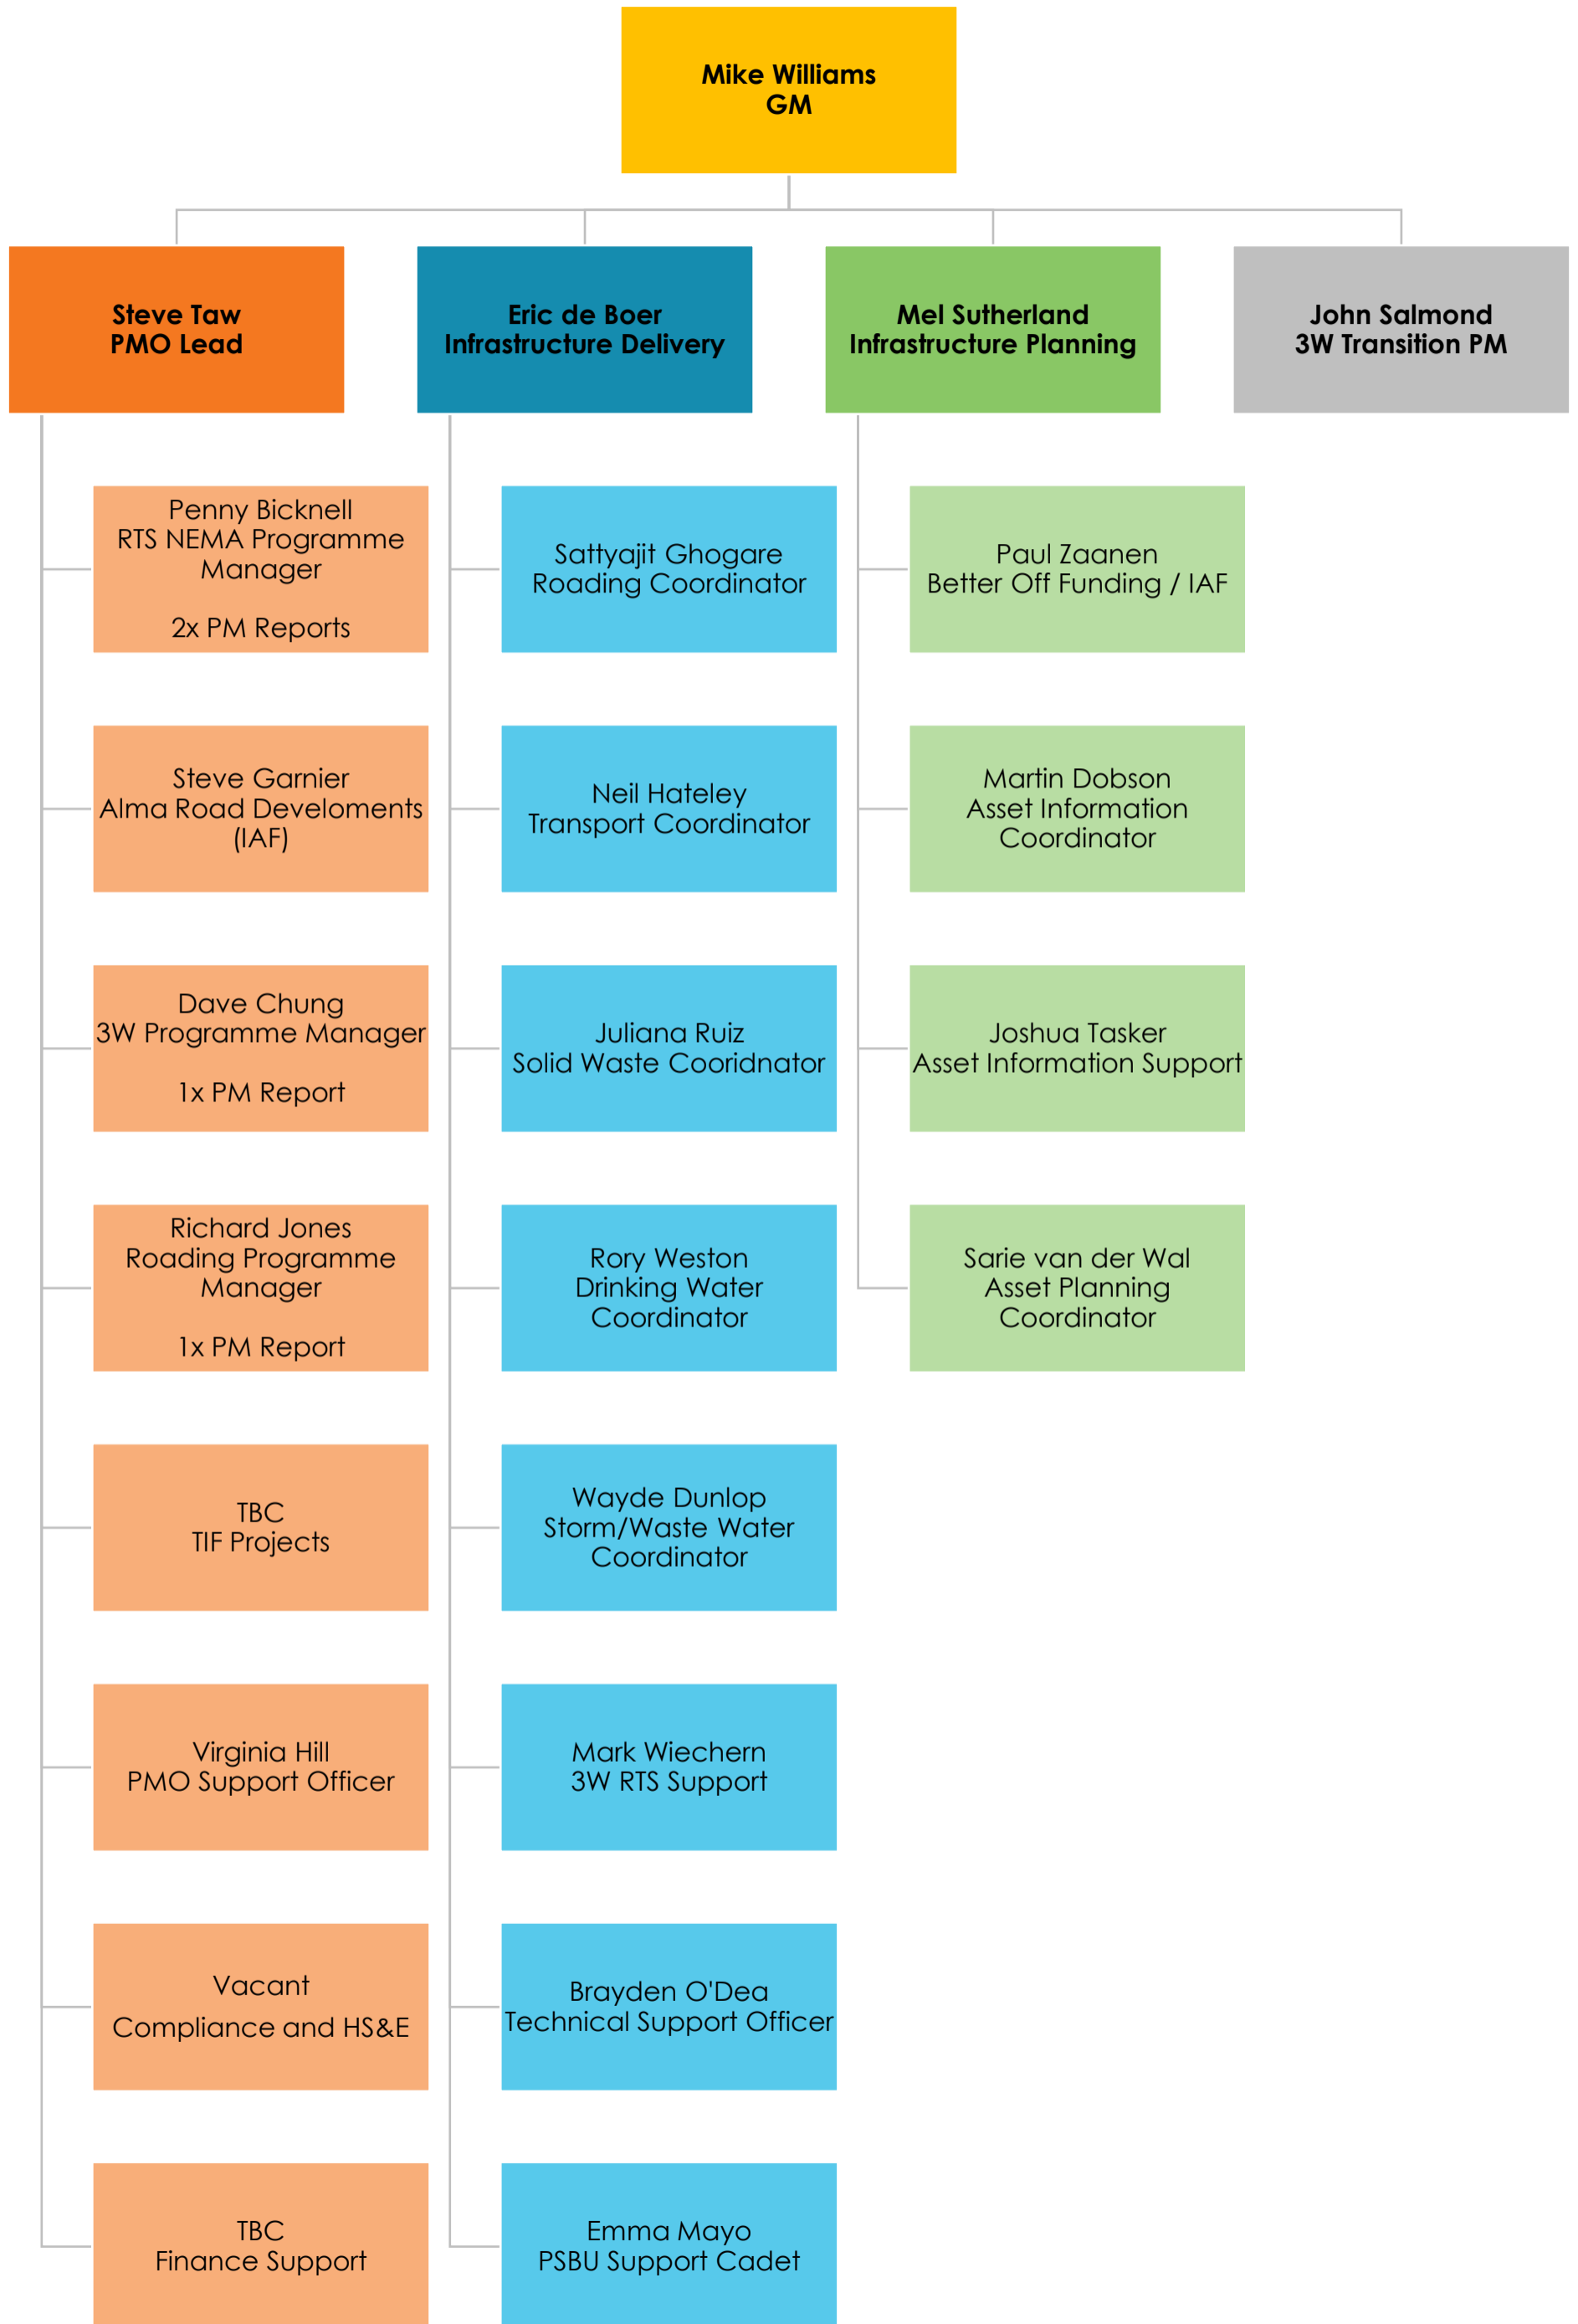 Mike Williams
GM
Steve Taw
PMO Lead
Eric de Boer
Infrastructure Delivery
Mel Sutherland
Infrastructure Planning
John Salmond
3W Transition PM
Penny Bicknell
RTS NEMA Programme
Manager
2x PM Reports
Steve Garnier
Alma Road Develoments
(IAF)
Dave Chung
3W Programme Manager
1x PM Report
Richard Jones
Roading Programme
Manager
1x PM Report
TBC
TIF Projects
Virginia Hill
PMO Support Officer
Vacant
Compliance and HS&E
TBC
Finance Support
Sattyajit Ghogare
Roading Coordinator
Neil Hateley
Transport Coordinator
Juliana Ruiz
Solid Waste Cooridnator
Rory Weston
Drinking Water
Coordinator
Wayde Dunlop
Storm/Waste Water
Coordinator
Mark Wiechern
3W RTS Support
Brayden O'Dea
Technical Support Officer
Emma Mayo
PSBU Support Cadet
Paul Zaanen
Better Off Funding / IAF
Martin Dobson
Asset Information
Coordinator
Joshua Tasker
Asset Information Support
Sarie van der Wal
Asset Planning
Coordinator